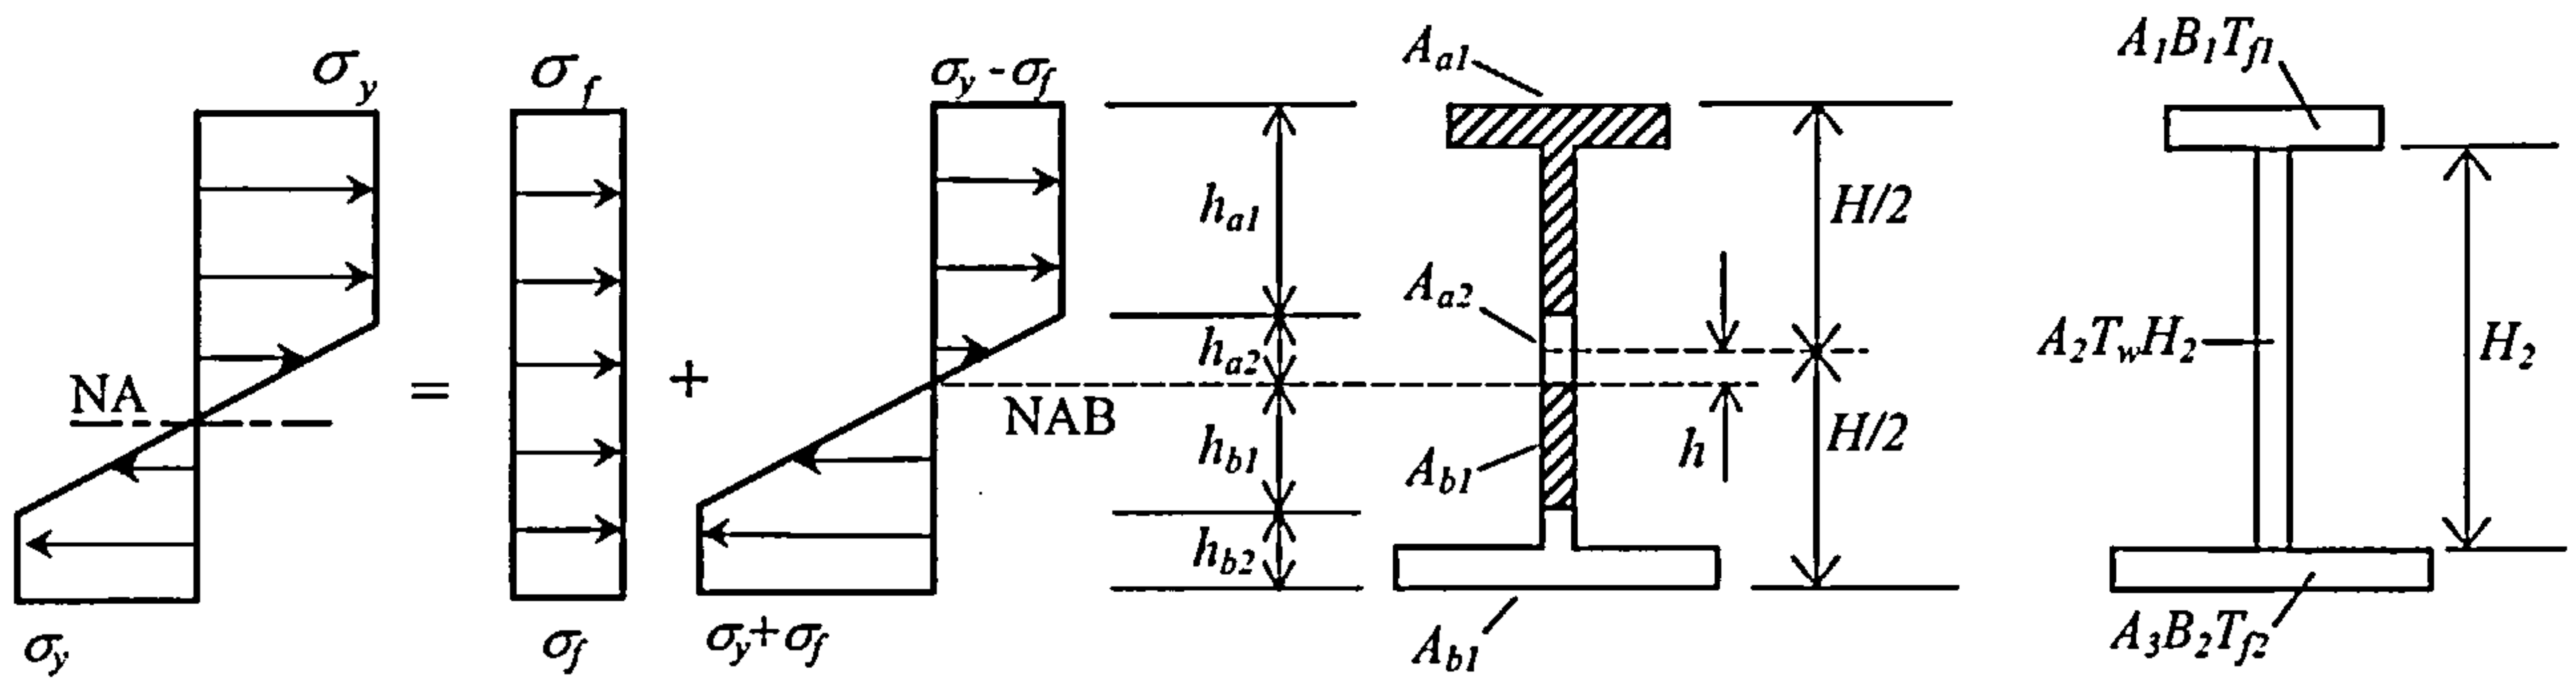 σy
NA
σy
=
σf
σf
+
σy - σf
NAB
σy+σf
ha1
ha2
hb1
hb2
Aa1
Aa2
Ab1
Ab1
H/2
h
H/2
A1B1Tf1
A2TwH2
H2
A3B2Tf2